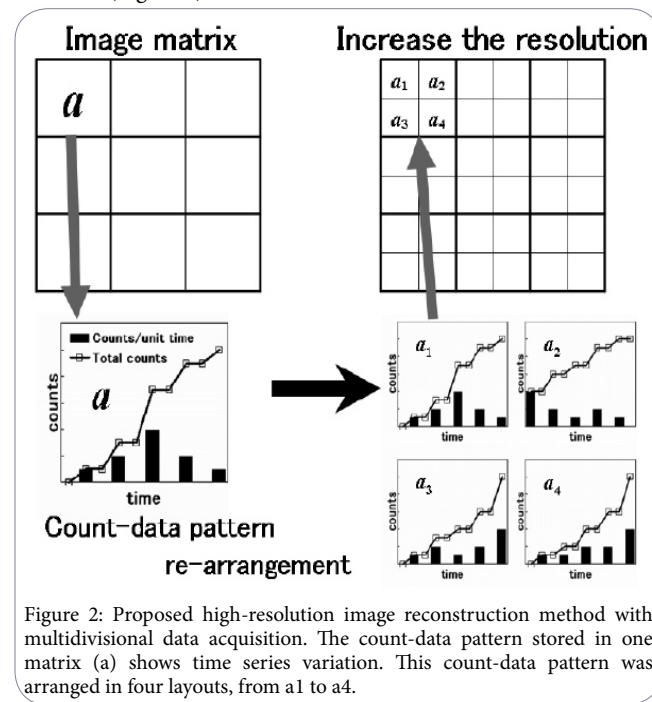 Image matrix
Increase the resolution
a
a1 a2
a3 a4
Counts/unit time
Total counts
a
counts
time
a1
counts
time
a2
counts
time
a3
counts
time
a4
counts
time
Count-data pattern
re-arrangement
Figure 2: Proposed high-resolution image reconstruction method with
multidivisional data acquisition. The count-data pattern stored in one
matrix (a) shows time series variation. This count-data pattern was
arranged in four layouts, from a1 to a4.